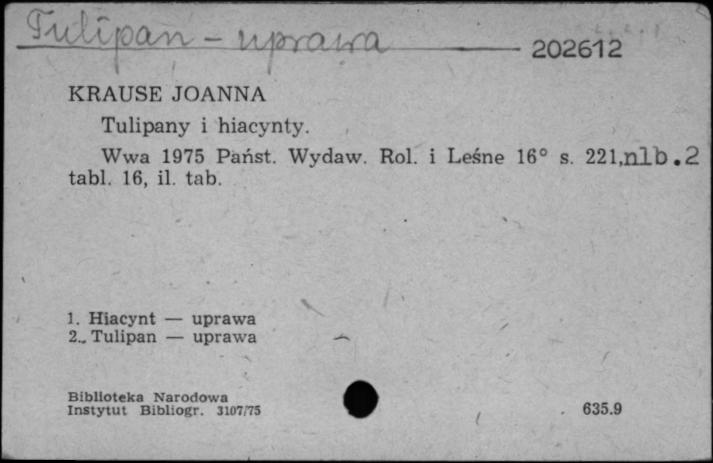 Tulipan - uprawa
202612
KRAUSE JOANNA
Tulipany i hiacynty.
Wwa 1975 Państ. Wydaw. Rol. i Leśne 16° s. 221,nlb.2
tabl. 16, il. tab.
1. Hiacynt — uprawa
2. Tulipan — uprawa
Biblioteka Narodowa
Instytut Bibliogr. 3107/75
635.9